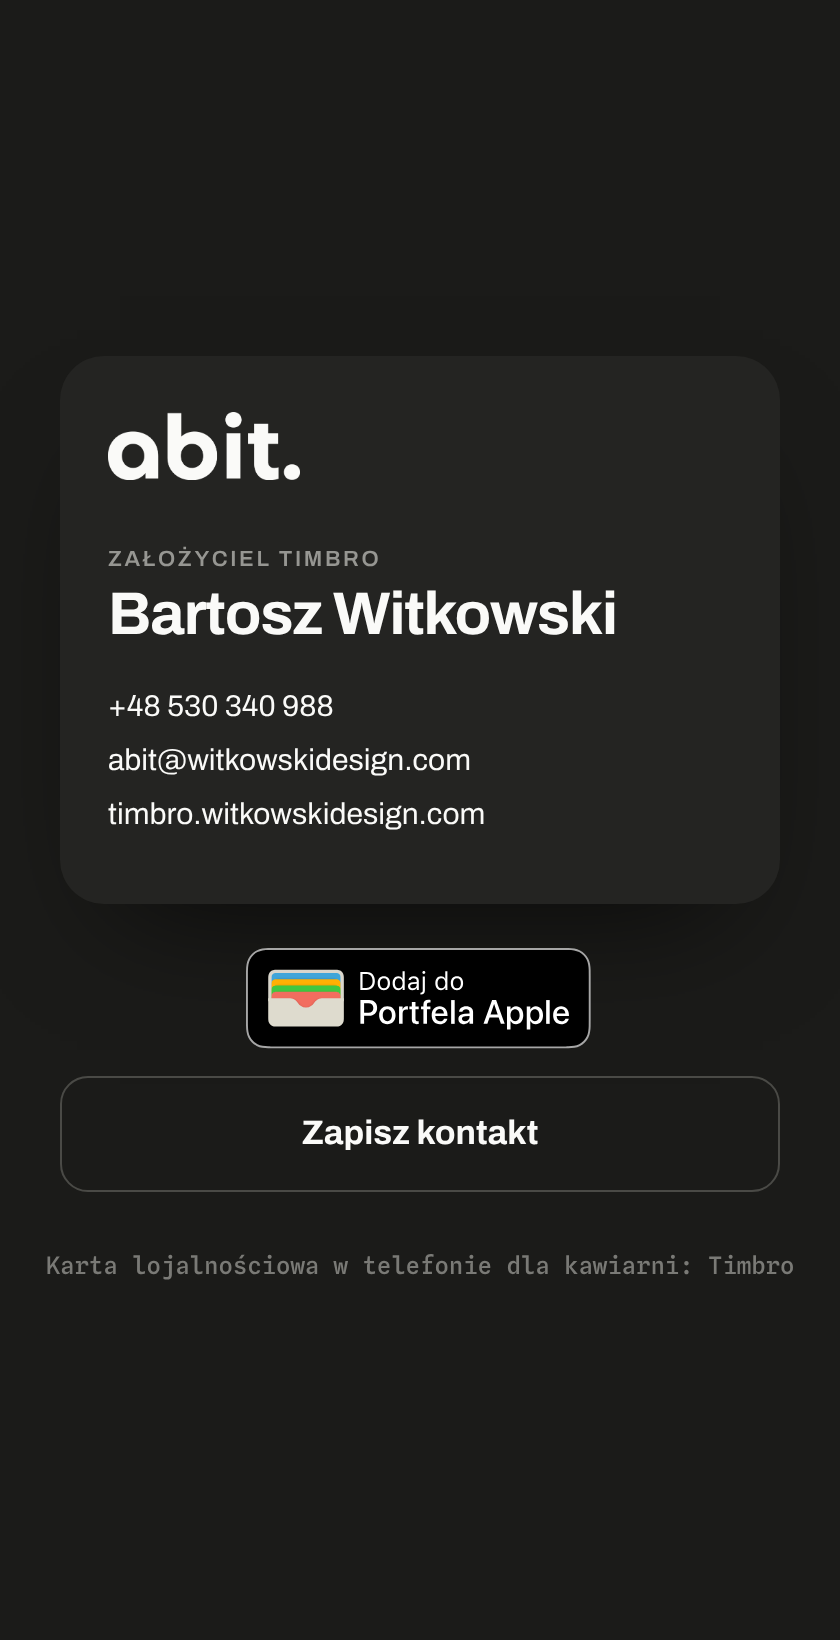 abit.
ZAŁOŻYCIEL TIMBRO
Bartosz Witkowski
+48 530 340 988
abit@witkowskidesign.com
timbro.witkowskidesign.com
Dodaj do
Portfela Apple
Zapisz kontakt
Karta lojalnościowa w telefonie dla kawiarni: Timbro